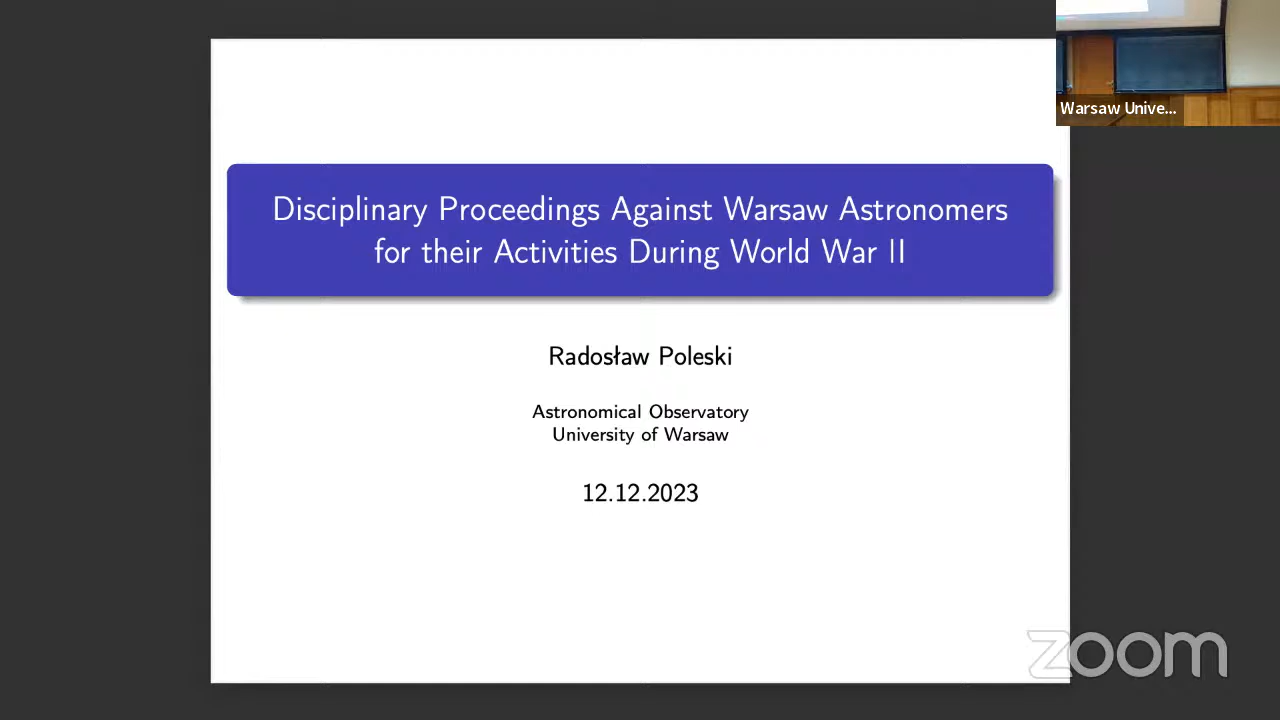 Warsaw Unive...
Disciplinary Proceedings Against Warsaw Astronomers
for their Activities During World War II
Radosław Poleski
Astronomical Observatory
University of Warsaw
12.12.2023
zoom